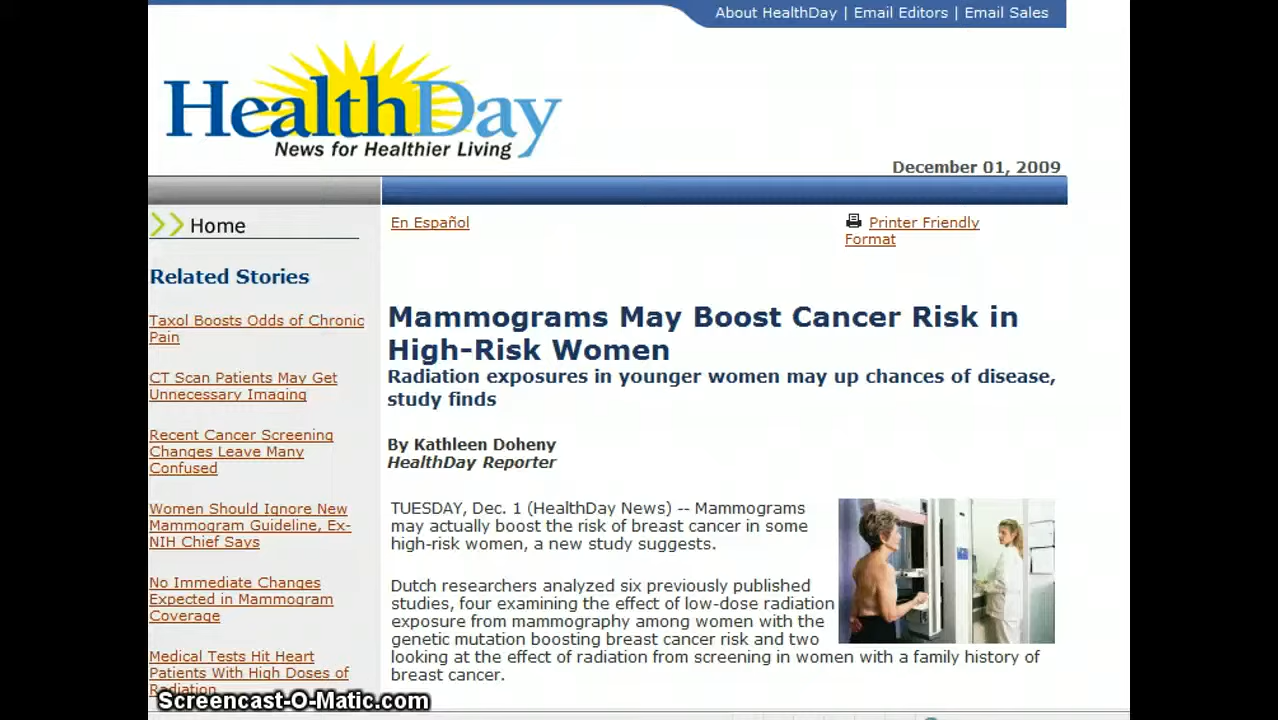 About HealthDay | Email Editors | Email Sales
HealthDay
News for Healthier Living
December 01, 2009
Home
En Español
Printer Friendly
Format
Related Stories
Taxol Boosts Odds of Chronic
Pain
CT Scan Patients May Get
Unnecessary Imaging
Recent Cancer Screening
Changes Leave Many
Confused
Women Should Ignore New
Mammogram Guideline, Ex-
NIH Chief Says
No Immediate Changes
Expected in Mammogram
Coverage
Medical Tests Hit Heart
Patients With High Doses of
Radiation
Mammograms May Boost Cancer Risk in
High-Risk Women
Radiation exposures in younger women may up chances of disease,
study finds
By Kathleen Doheny
HealthDay Reporter
TUESDAY, Dec. 1 (HealthDay News) -- Mammograms
may actually boost the risk of breast cancer in some
high-risk women, a new study suggests.
Dutch researchers analyzed six previously published
studies, four examining the effect of low-dose radiation
exposure from mammography among women with the
genetic mutation boosting breast cancer risk and two
looking at the effect of radiation from screening in women with a family history of
breast cancer.
Screencast-O-Matic.com